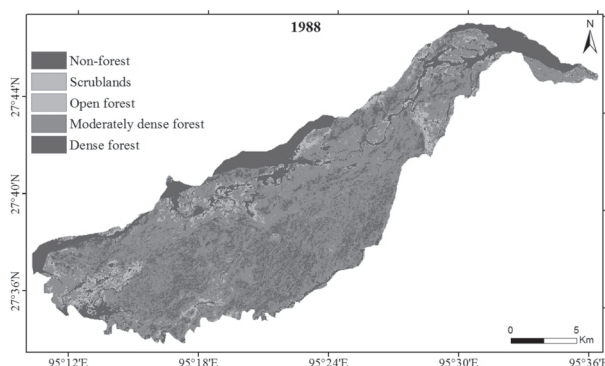 1988
N
Non-forest
Scrublands
Open forest
Moderately dense forest
Dense forest
27°44'N
27°40'N
27°36'N
0 5
Km
95°12'E 95°18'E 95°24'E 95°30'E 95°36'E